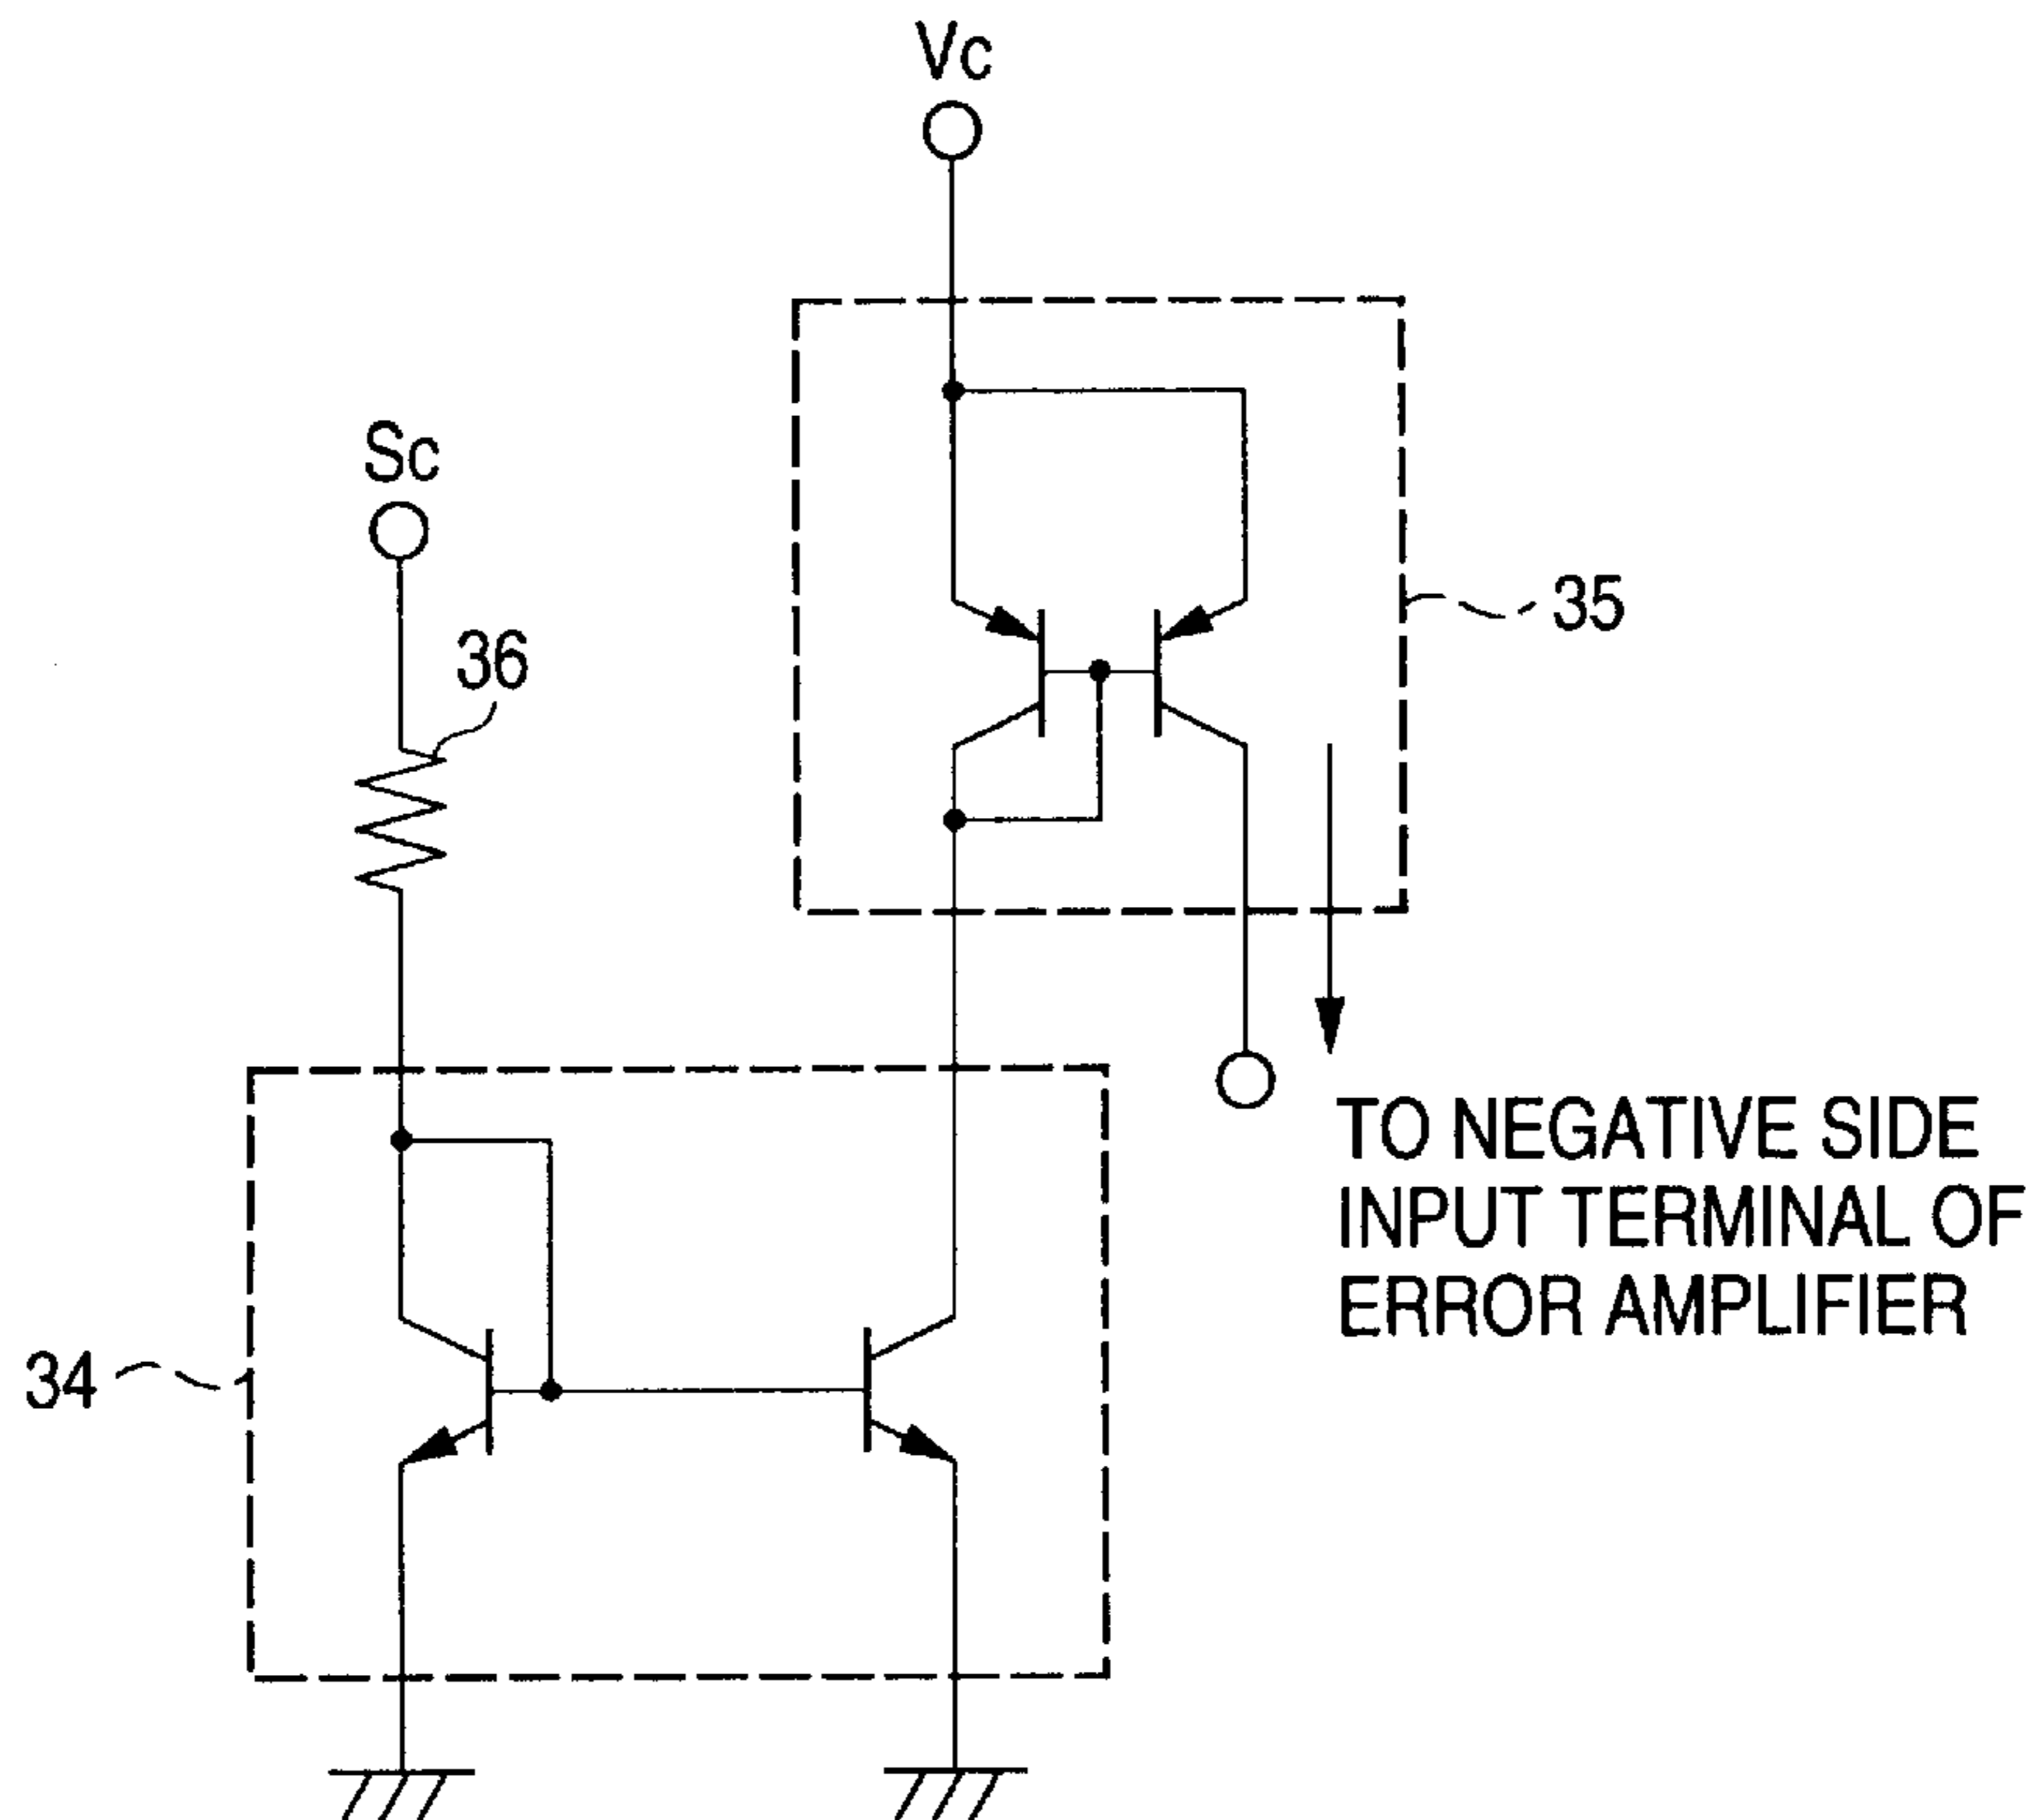 Vc
Sc
35
36
TO NEGATIVE SIDE
INPUT TERMINAL OF
ERROR AMPLIFIER
34